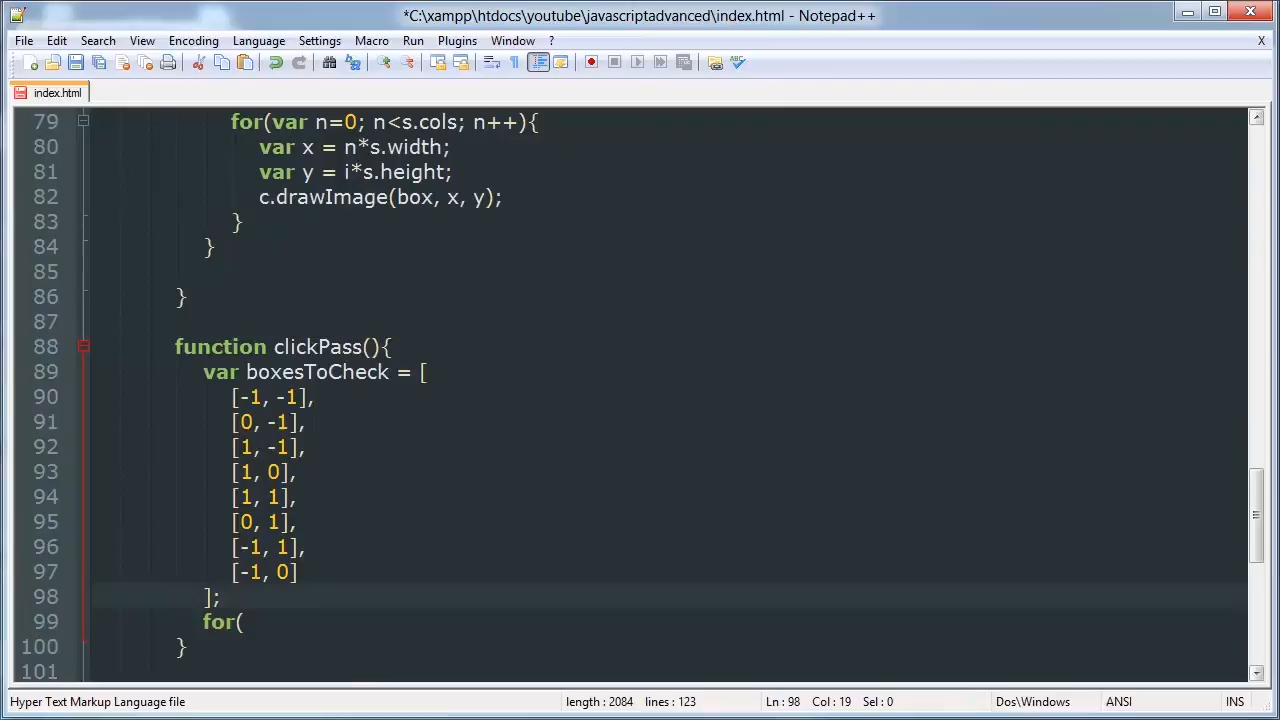 *C:\xampp\htdocs\youtube\javascriptadvanced\index.html - Notepad++
File Edit Search View Encoding Language Settings Macro Run Plugins Window ? X
index.html
79 for(var n=0; n<s.cols; n++){
80 var x = n*s.width;
81 var y = i*s.height;
82 c.drawImage(box, x, y);
83 }
84 }
85
86 }
87
88 function clickPass(){
89 var boxesToCheck = [
90 [-1, -1],
91 [0, -1],
92 [1, -1],
93 [1, 0],
94 [1, 1],
95 [0, 1],
96 [-1, 1],
97 [-1, 0]
98 ];
99 for(
100 }
101
Hyper Text Markup Language file length : 2084 lines : 123 Ln : 98 Col : 19 Sel : 0 Dos\Windows ANSI INS